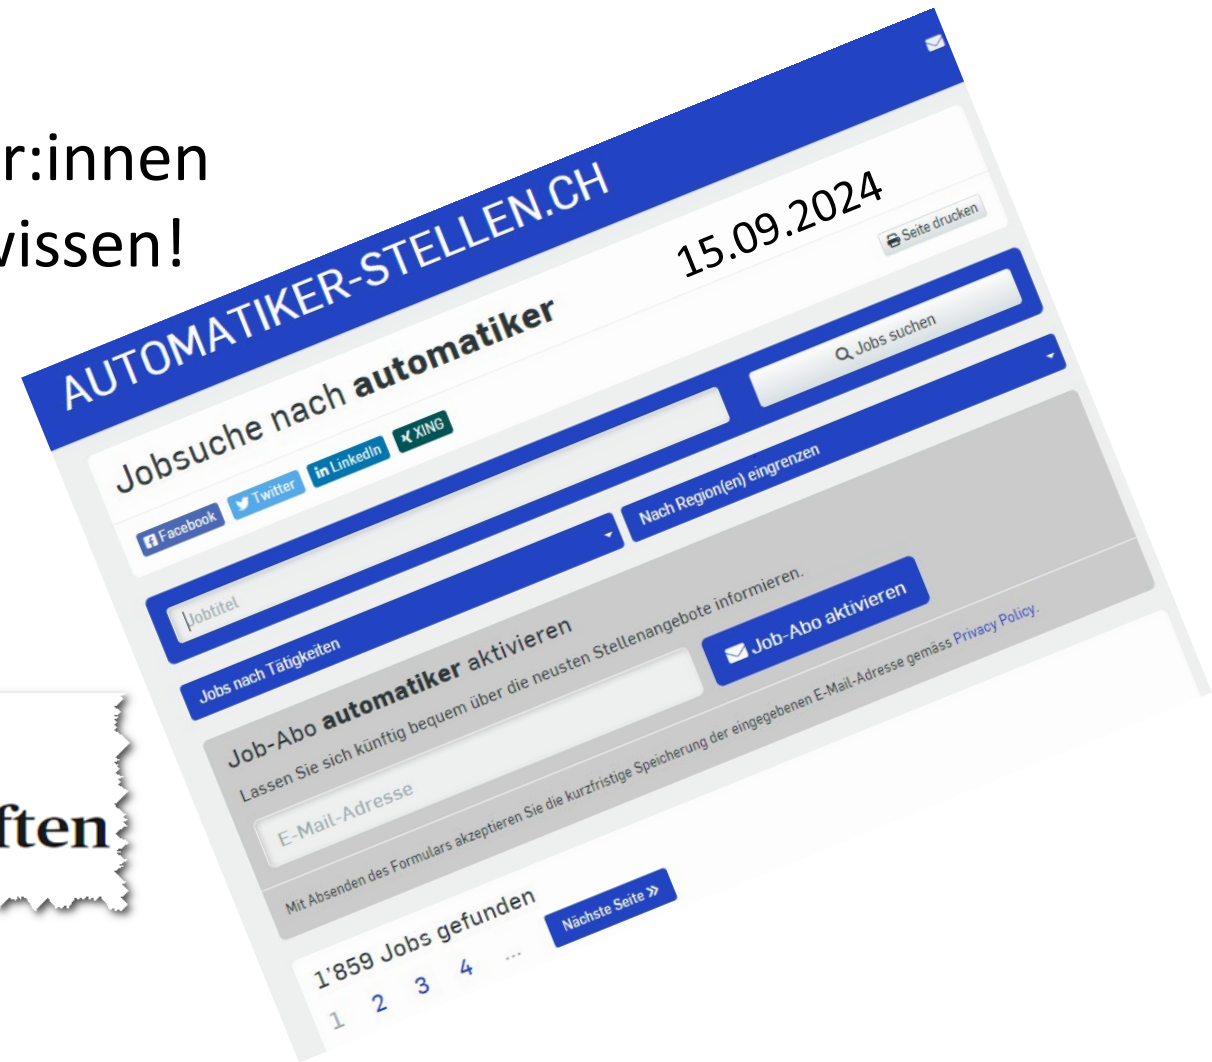 r:innen
wissen!
AUTOMATIKER-STELLEN.CH
15.09.2024
Seite drucken
Jobsuche nach automatiker
Facebook
Twitter
LinkedIn
XING
Jobtitel
Jobs suchen
Jobs nach Tätigkeiten
Nach Region(en) eingrenzen
Job-Abo automatiker aktivieren
Lassen Sie sich künftig bequem über die neusten Stellenangebote informieren.
E-Mail-Adresse
Job-Abo aktivieren
Mit Absenden des Formulars akzeptieren Sie die kurzfristige Speicherung der eingegebenen E-Mail-Adresse gemäss Privacy Policy.
ften
1'859 Jobs gefunden
1 2 3 4 ... Nächste Seite »